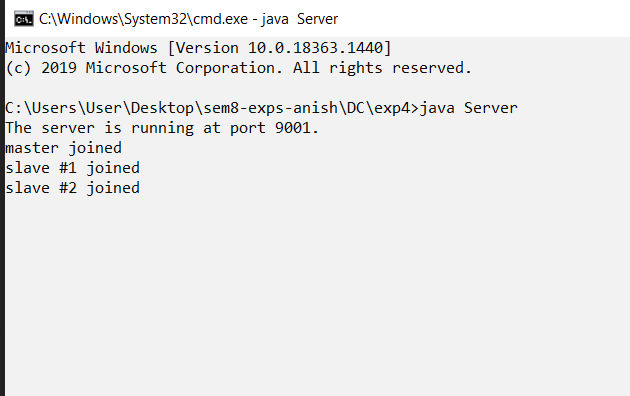 C:\Windows\System32\cmd.exe - java  Server
Microsoft Windows [Version 10.0.18363.1440]
(c) 2019 Microsoft Corporation. All rights reserved.
C:\Users\User\Desktop\sem8-exps-anish\DC\exp4>java Server
The server is running at port 9001.
master joined
slave #1 joined
slave #2 joined